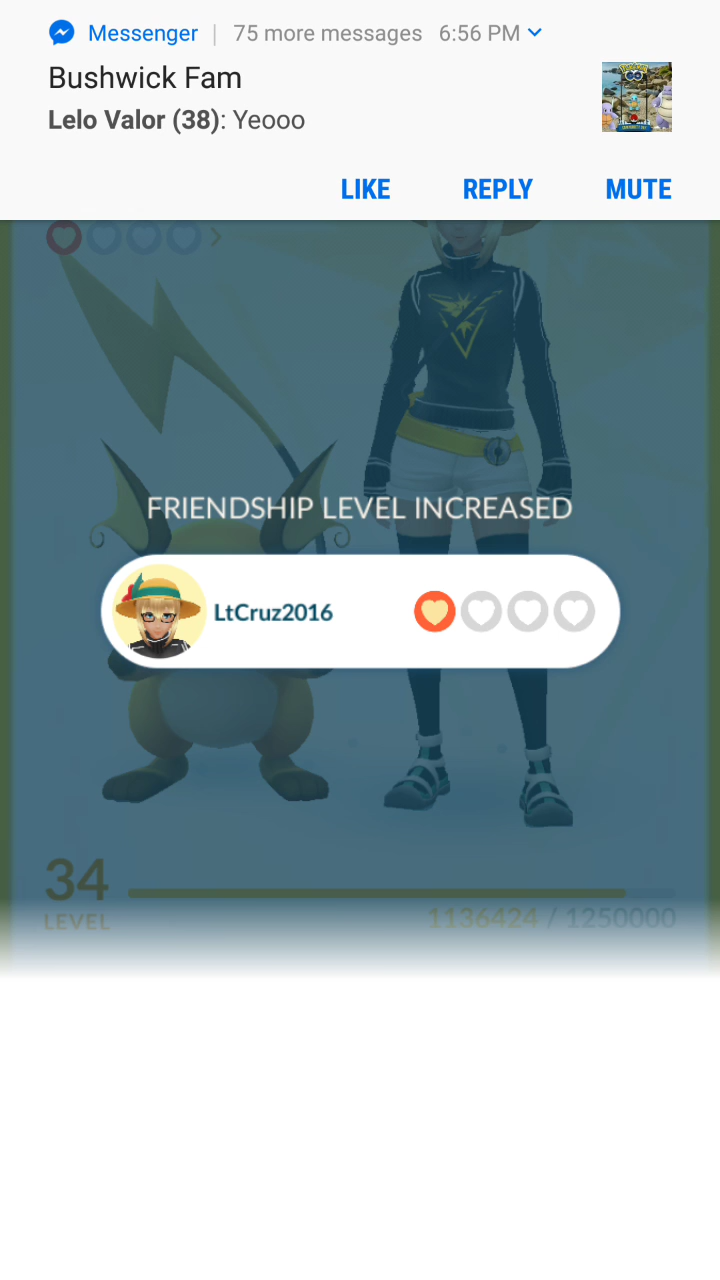 Messenger | 75 more messages 6:56 PM
Bushwick Fam
Lelo Valor (38): Yeooo
LIKE REPLY MUTE
FRIENDSHIP LEVEL INCREASED
LtCruz2016
34
LEVEL
1136424 / 1250000